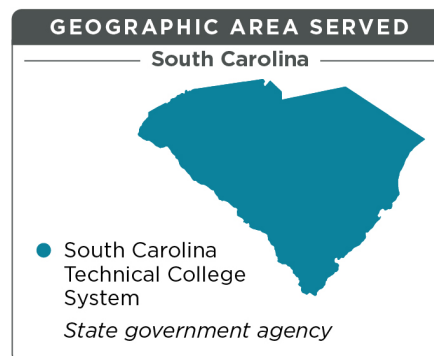 GEOGRAPHIC AREA SERVED
South Carolina
South Carolina
Technical College
System
State government agency